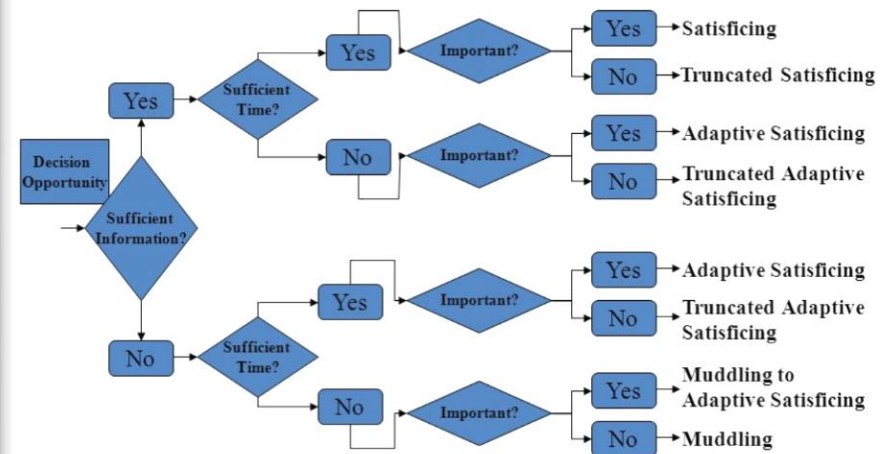 Decision
Opportunity
Sufficient
Information?
Yes
Sufficient
Time?
Yes
Important?
Yes
Satisficing
No
Truncated Satisficing
No
Important?
Yes
Adaptive Satisficing
No
Truncated Adaptive
Satisficing
No
Sufficient
Time?
Yes
Important?
Yes
Adaptive Satisficing
No
Truncated Adaptive
Satisficing
No
Important?
Yes
Muddling to
Adaptive Satisficing
No
Muddling